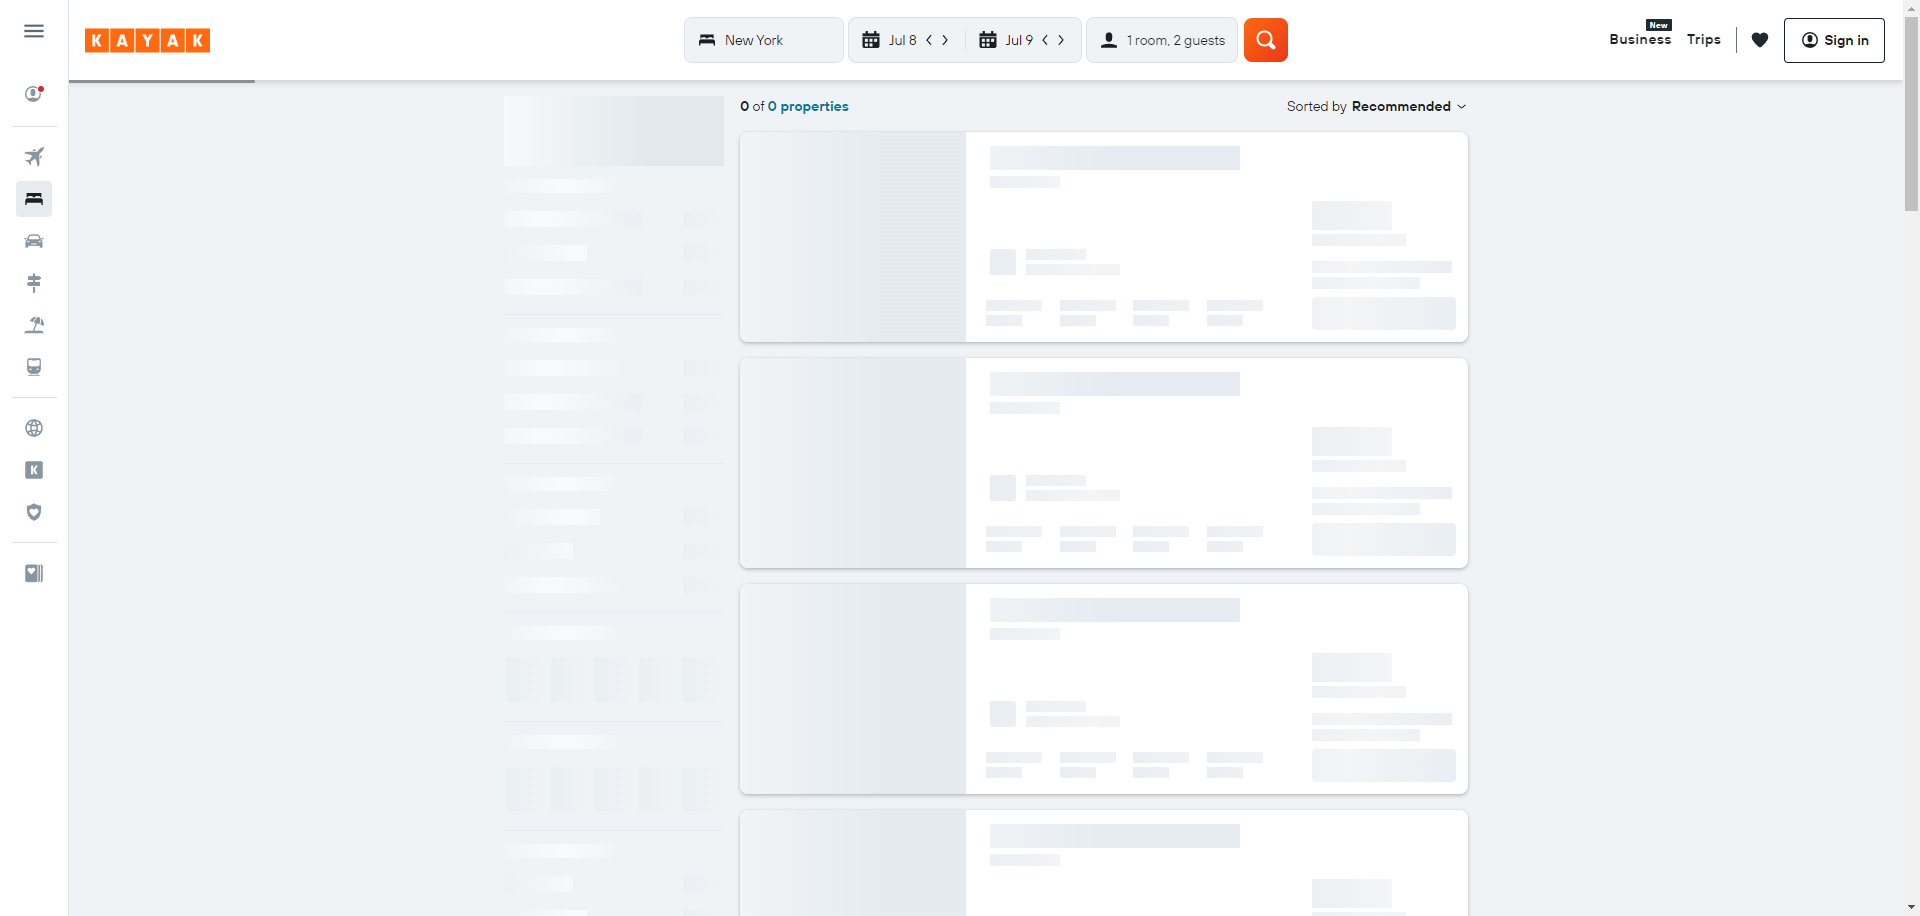 KAYAK
New York
Jul 8
Jul 9
1 room, 2 guests
New
Business
Trips
Sign in
0 of 0 properties
Sorted by Recommended
K